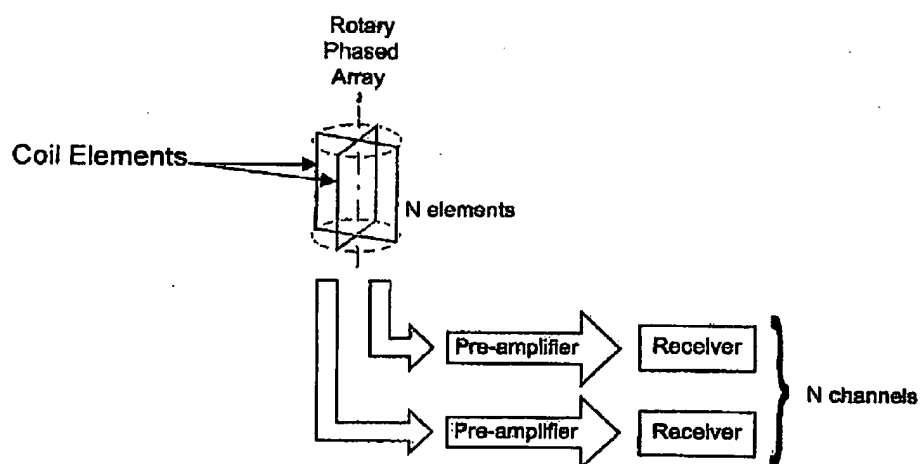 Rotary
Phased
Array
Coil Elements
N elements
Pre-amplifier
Receiver
N channels
Pre-amplifier
Receiver